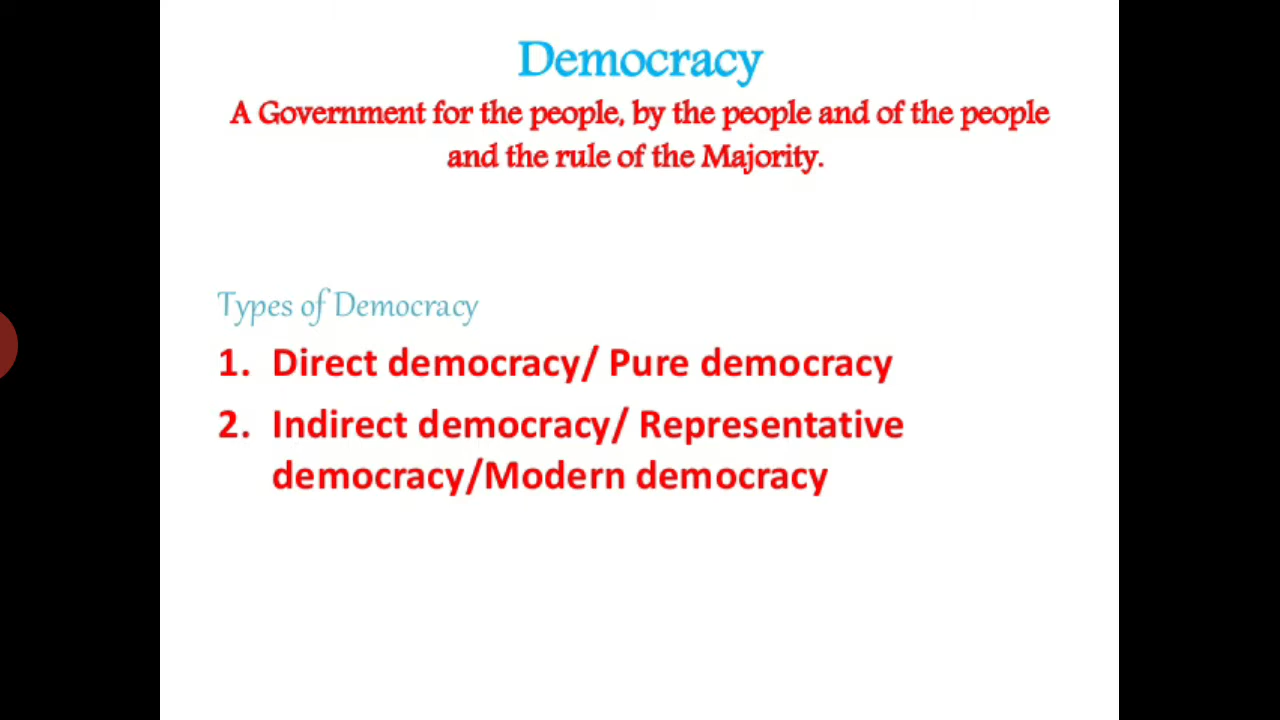 Democracy
A Government for the people, by the people and of the people
and the rule of the Majority.
Types of Democracy
1. Direct democracy/ Pure democracy
2. Indirect democracy/ Representative
democracy/Modern democracy